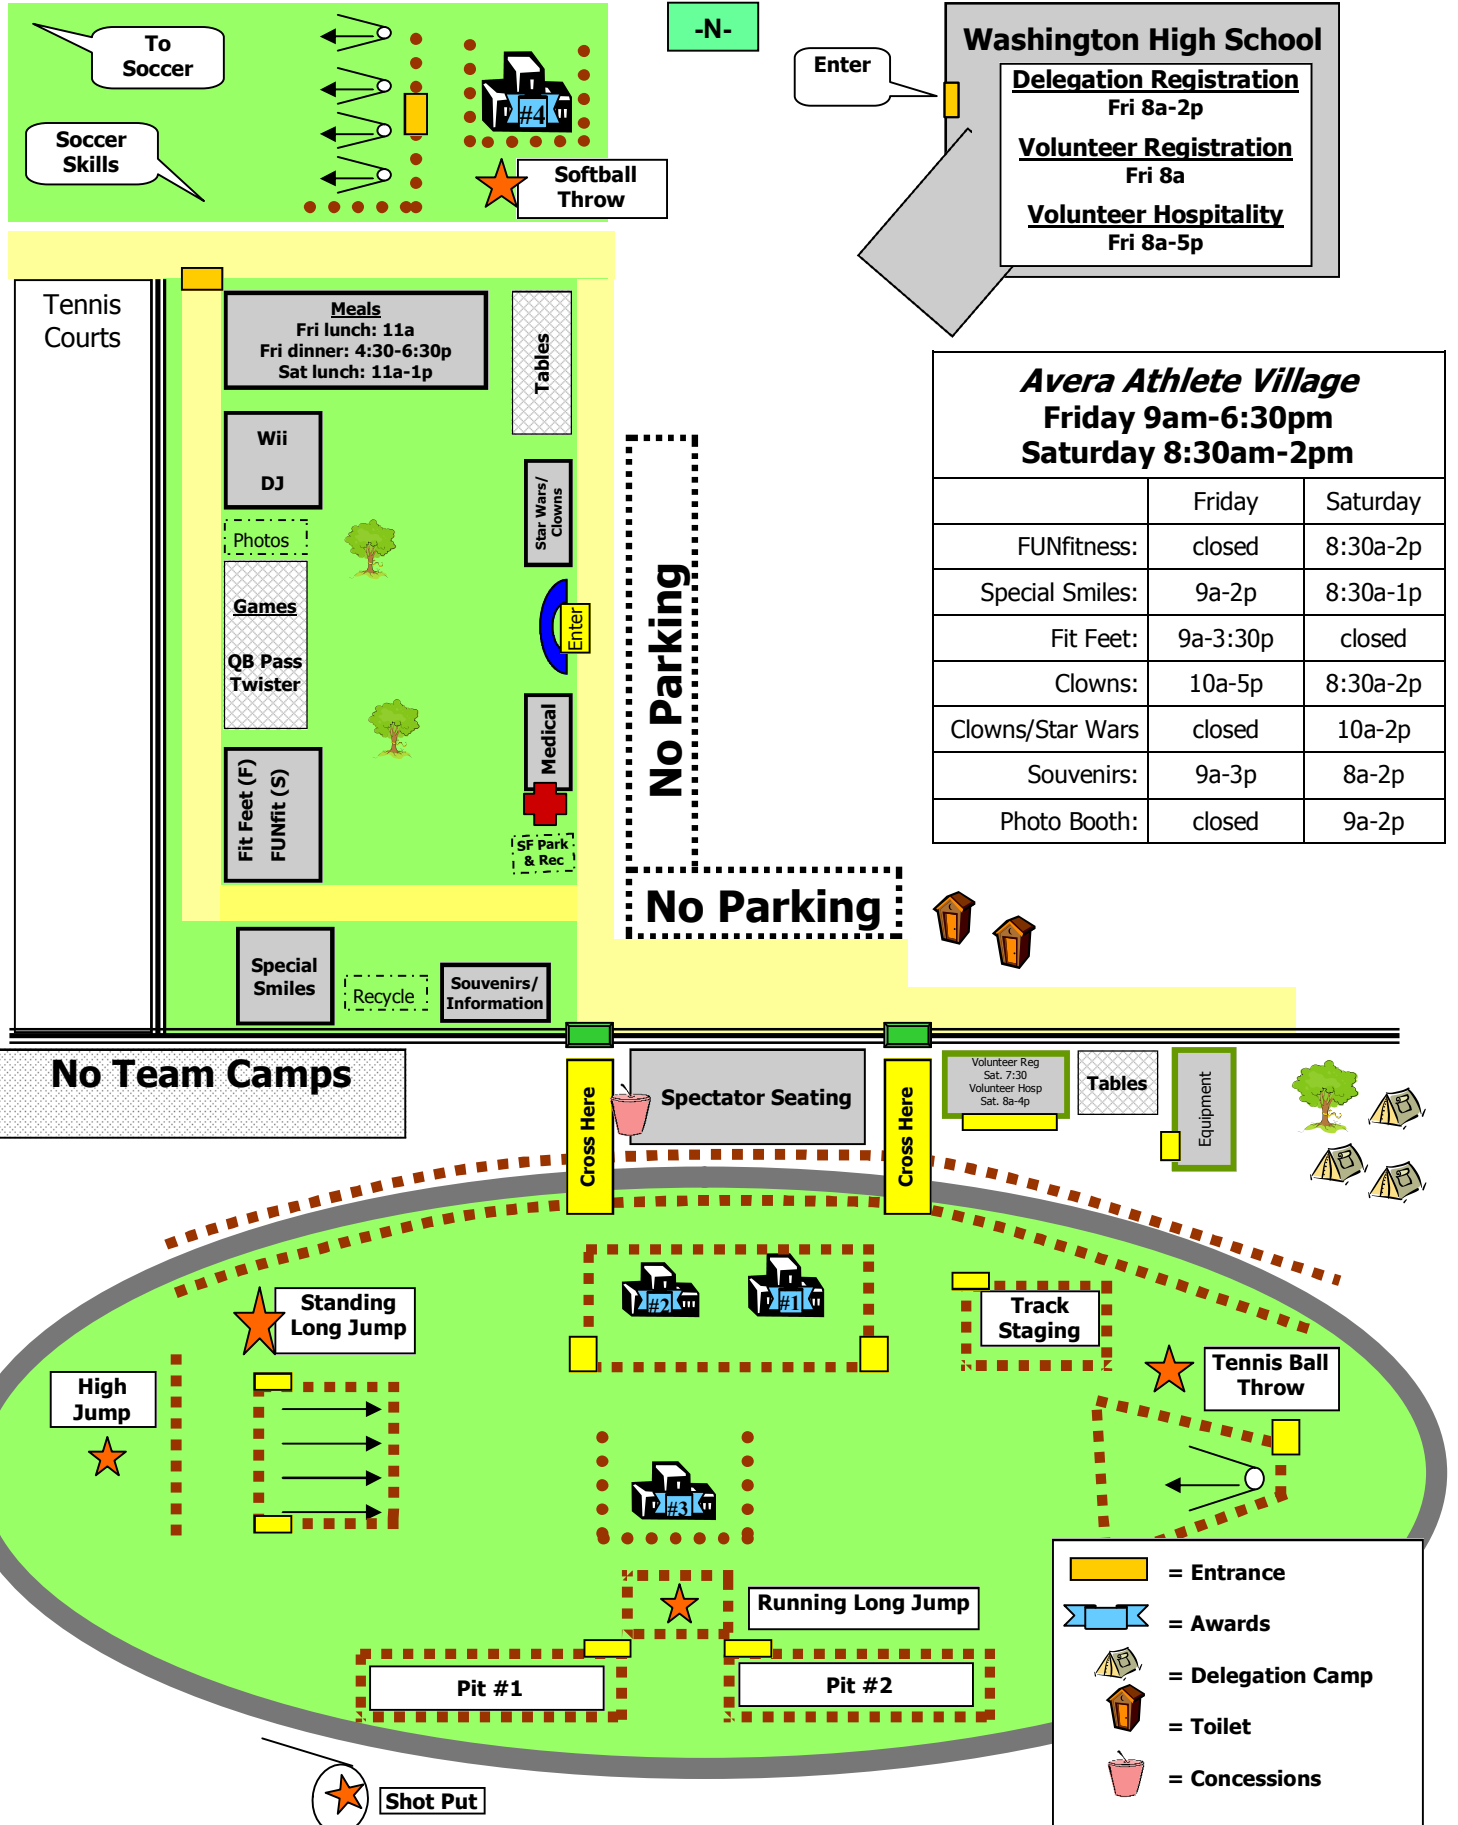 To
Soccer
Soccer
Skills
#4
Softball
Throw
-N-
Enter
Washington High School
Delegation Registration
Fri 8a-2p
Volunteer Registration
Fri 8a
Volunteer Hospitality
Fri 8a-5p
Tennis
Courts
Meals
Fri lunch: 11a
Fri dinner: 4:30-6:30p
Sat lunch: 11a-1p
Tables
Wii
DJ
Star Wars/
Clowns
Photos
Games
QB Pass
Twister
Enter
Medical
Fit Feet (F)
FUNfit (S)
SF Park
& Rec
No Parking
No Parking
Avera Athlete Village
Friday 9am-6:30pm
Saturday 8:30am-2pm
Friday Saturday
FUNfitness: closed 8:30a-2p
Special Smiles: 9a-2p 8:30a-1p
Fit Feet: 9a-3:30p closed
Clowns: 10a-5p 8:30a-2p
Clowns/Star Wars closed 10a-2p
Souvenirs: 9a-3p 8a-2p
Photo Booth: closed 9a-2p
Special
Smiles
Recycle
Souvenirs/
Information
No Team Camps
Cross Here
Spectator Seating
Cross Here
Volunteer Reg
Sat. 7:30
Volunteer Hosp
Sat. 8a-4p
Tables
Equipment
#2
#1
Standing
Long Jump
Track
Staging
High
Jump
Tennis Ball
Throw
#3
Running Long Jump
Pit #1
Pit #2
Shot Put
= Entrance
= Awards
= Delegation Camp
= Toilet
= Concessions